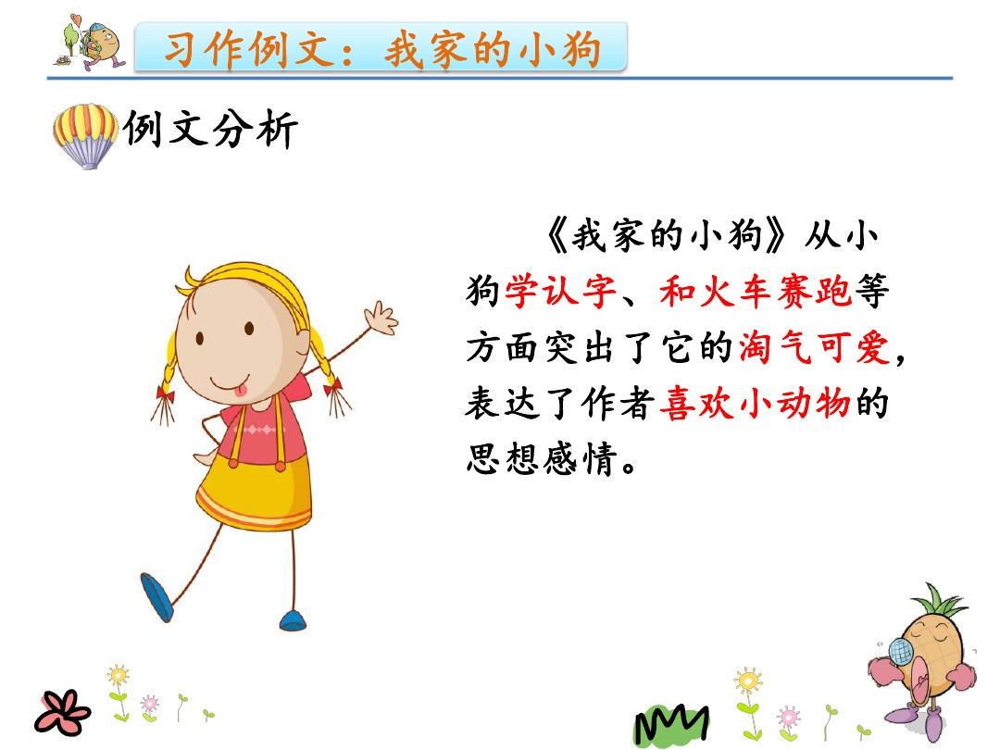 习作例文：我家的小狗
例文分析
《我家的小狗》从小
狗学认字、和火车赛跑等
方面突出了它的淘气可爱，
表达了作者喜欢小动物的
思想感情。